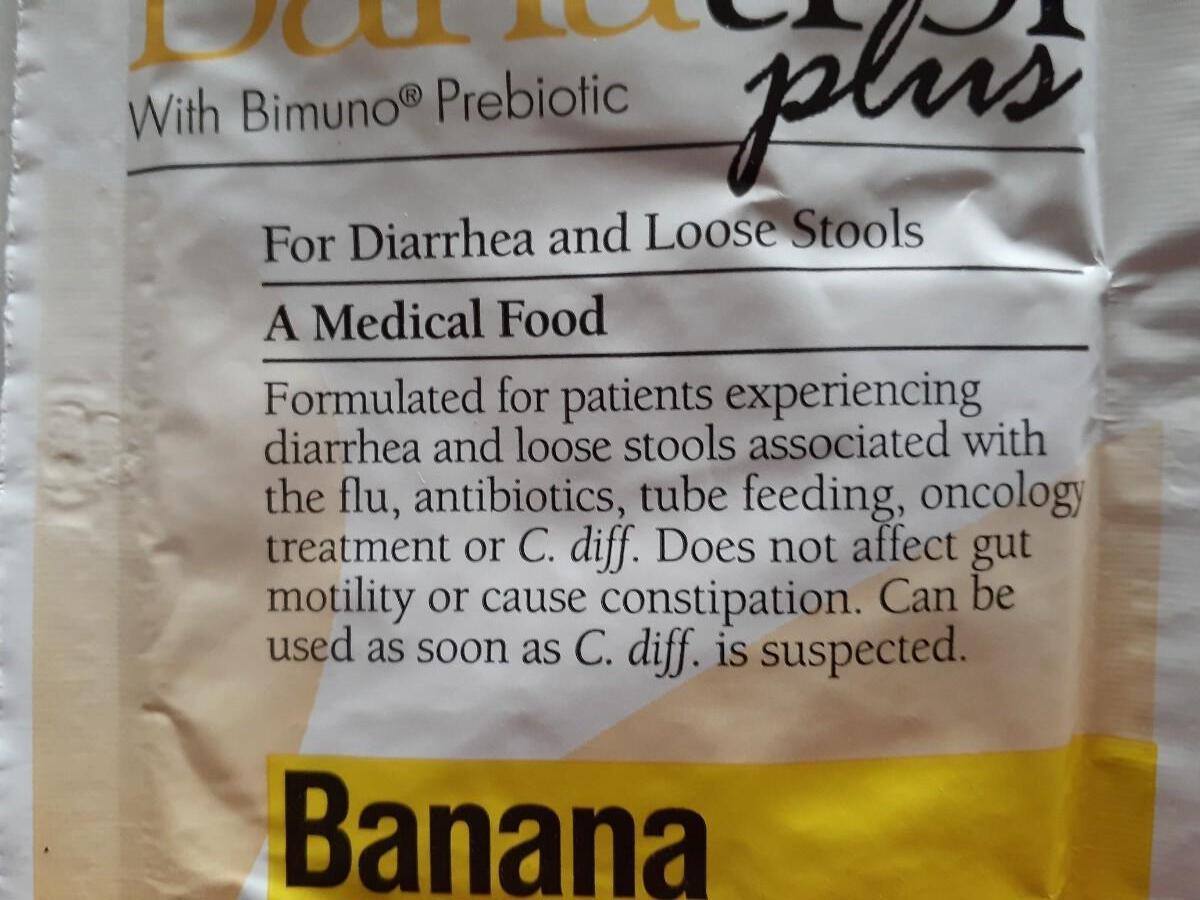 plus
With Bimuno® Prebiotic
For Diarrhea and Loose Stools
A Medical Food
Formulated for patients experiencing
diarrhea and loose stools associated with
the flu, antibiotics, tube feeding, oncology
treatment or C. diff. Does not affect gut
motility or cause constipation. Can be
used as soon as C. diff. is suspected.
Banana